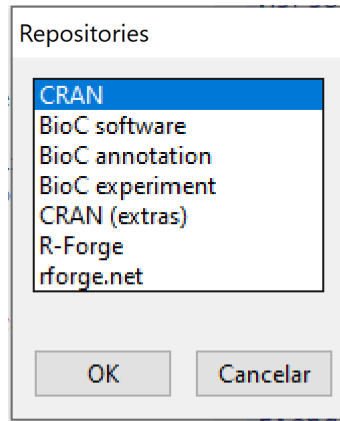 Repositories
CRAN
BioC software
BioC annotation
BioC experiment
CRAN (extras)
R-Forge
rforge.net
OK
Cancelar